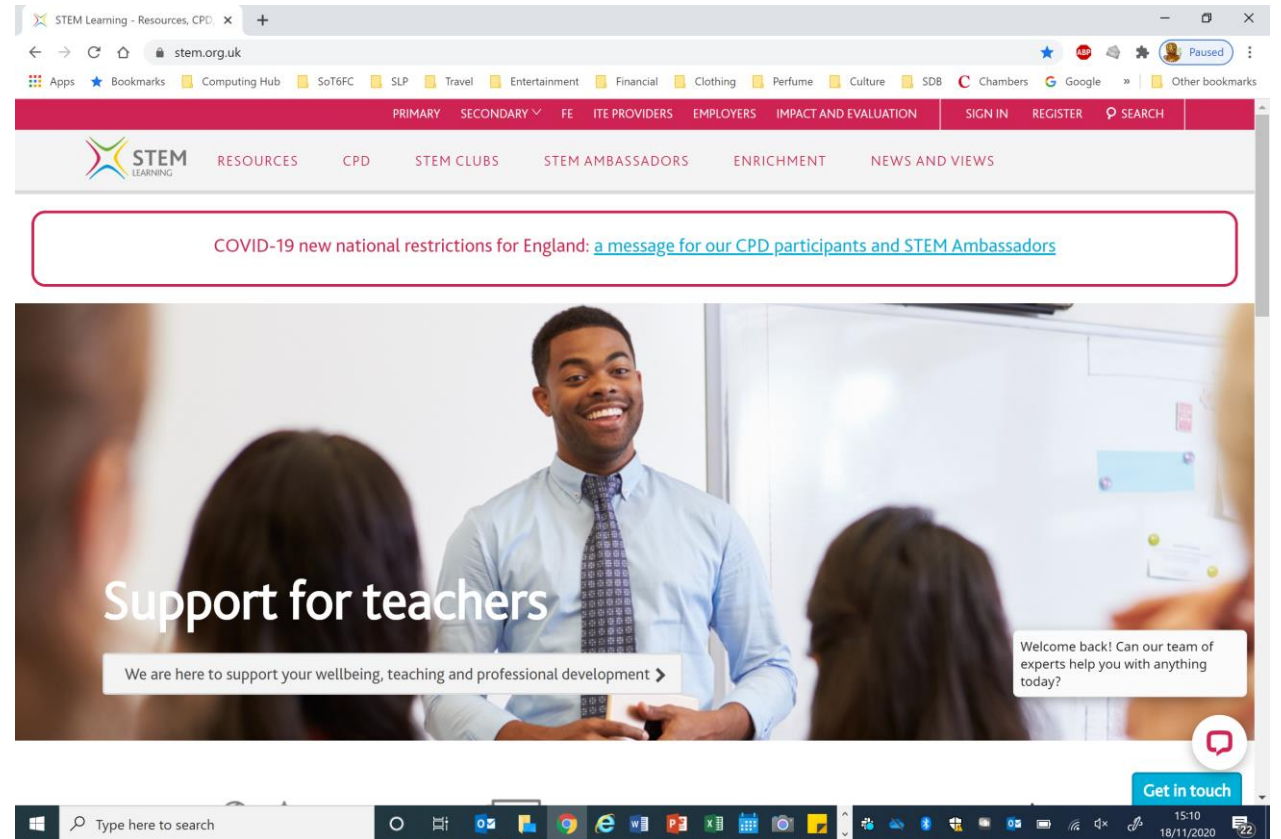 STEM Learning - Resources, CPD,
stem.org.uk
ABP
Paused
Apps Bookmarks Computing Hub SoT6FC SLP Travel Entertainment Financial Clothing Perfume Culture SDB C Chambers G Google » Other bookmarks
PRIMARY SECONDARY FE ITE PROVIDERS EMPLOYERS IMPACT AND EVALUATION SIGN IN REGISTER SEARCH
STEM
LEARNING
RESOURCES CPD STEM CLUBS STEM AMBASSADORS ENRICHMENT NEWS AND VIEWS
COVID-19 new national restrictions for England: a message for our CPD participants and STEM Ambassadors
Support for teachers
We are here to support your wellbeing, teaching and professional development
Welcome back! Can our team of
experts help you with anything
today?
Get in touch
Type here to search
15:10
18/11/2020
22